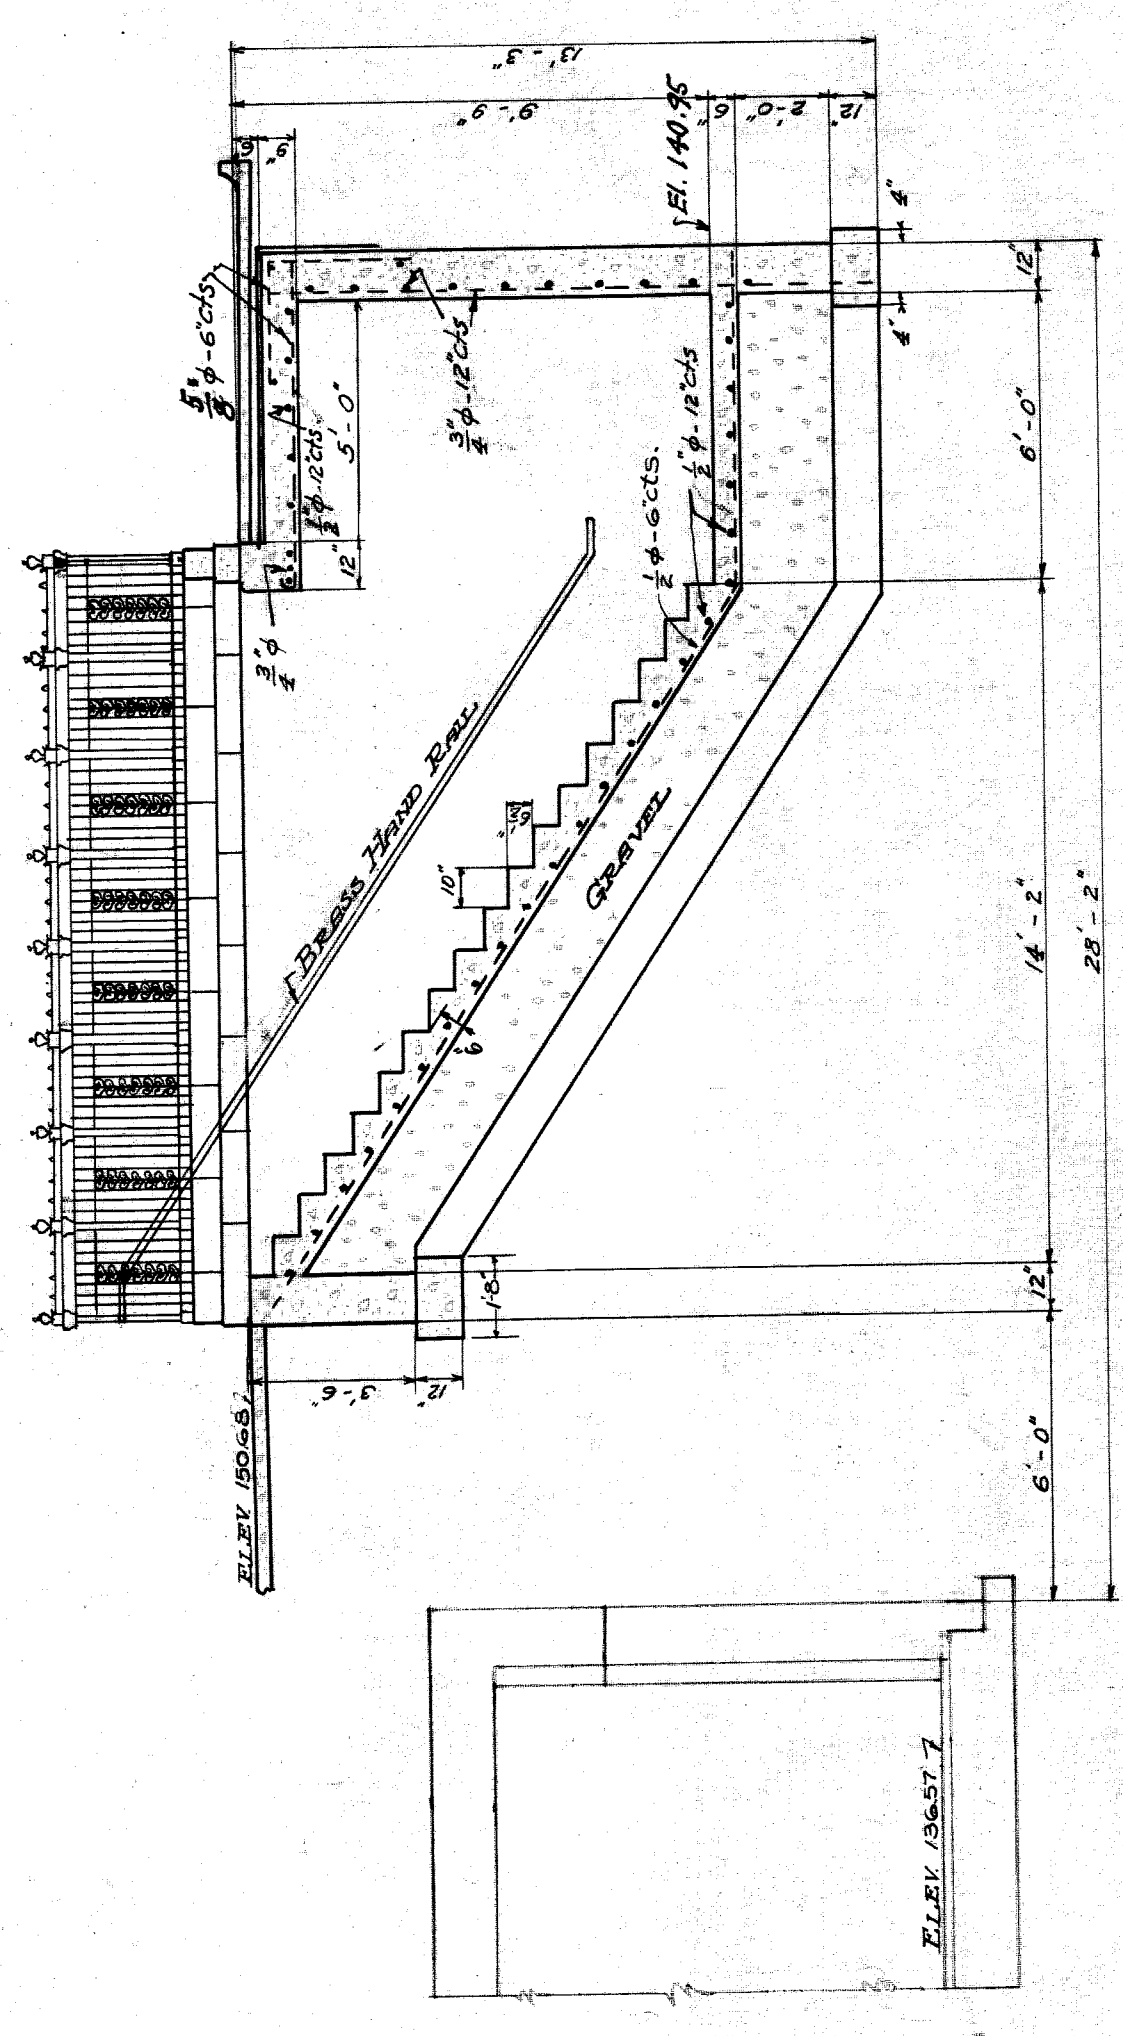 13'-3"
9'-9"
6"
2'-0"
12"
El. 140.95
6"
9"
4"
12"
4"
5/8"ϕ-6"cts
3/4"ϕ-12"cts
5'-0"
1/2"ϕ-12"cts.
12"
3/4"ϕ
1/2"ϕ-6"cts.
1/2"ϕ-12"cts
6'-0"
BRASS HAND RAIL
10"
GRAVEL
6"
14'-2"
28'-2"
1'-8"
12"
3'-6"
12"
ELEV. 150.68
6'-0"
ELEV. 136.57